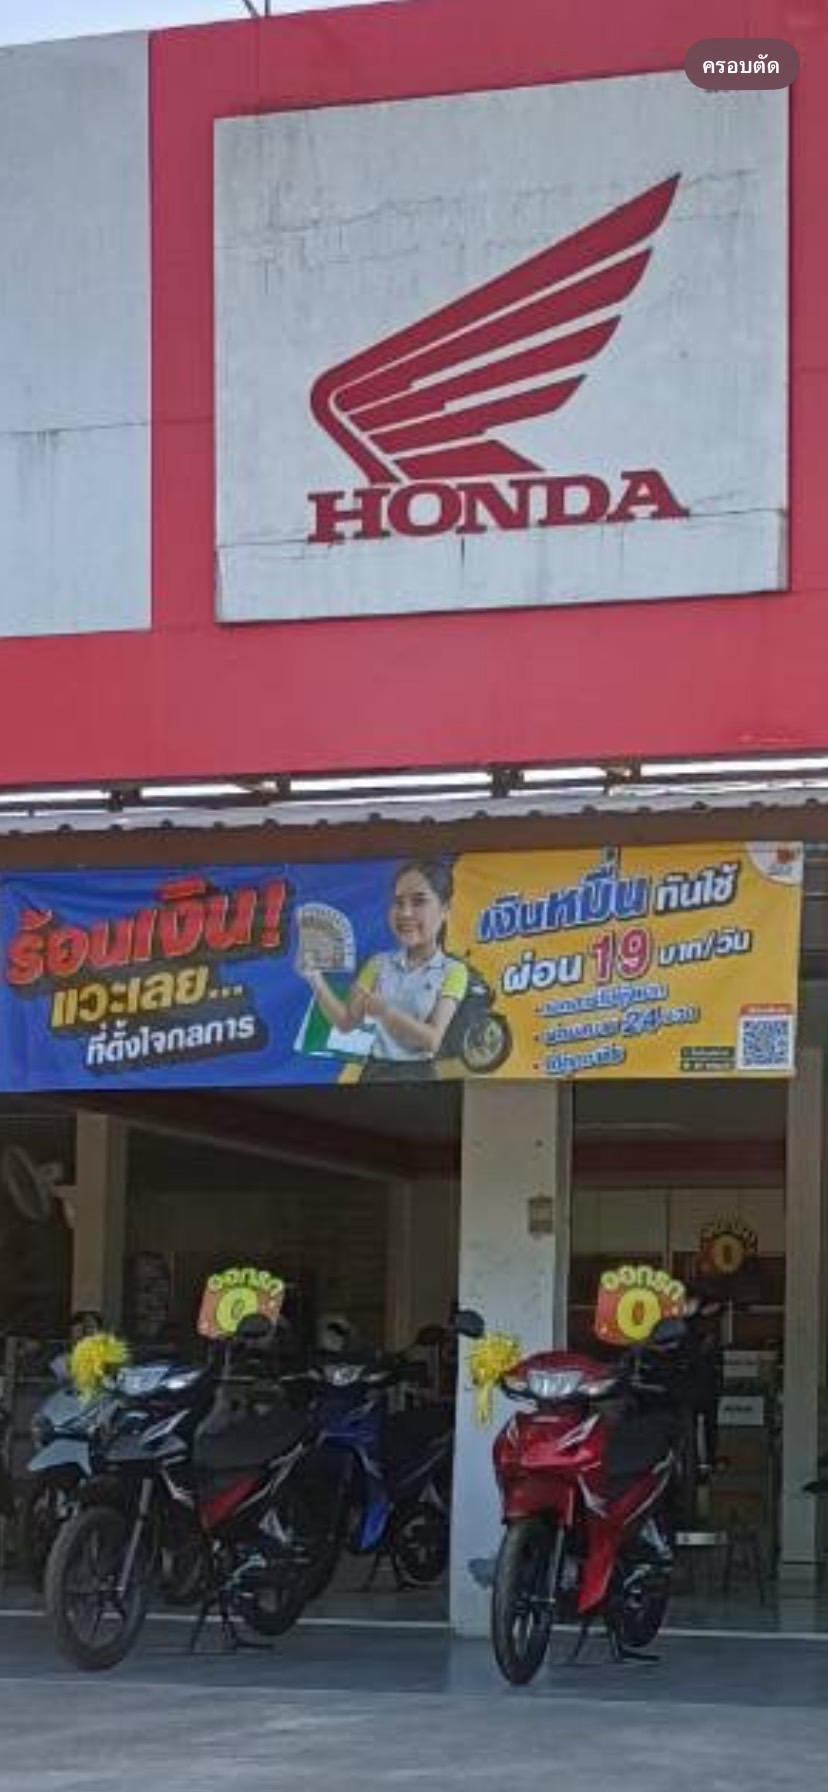 ครอบตัด
HONDA
ร้อนเงิน!
แวะเลย...
ที่ตั้งใจกลการ
เงินหมื่น ทันใช้
ผ่อน 19 บาท/วัน
24
ออกรถ
0
ออกรถ
0
0